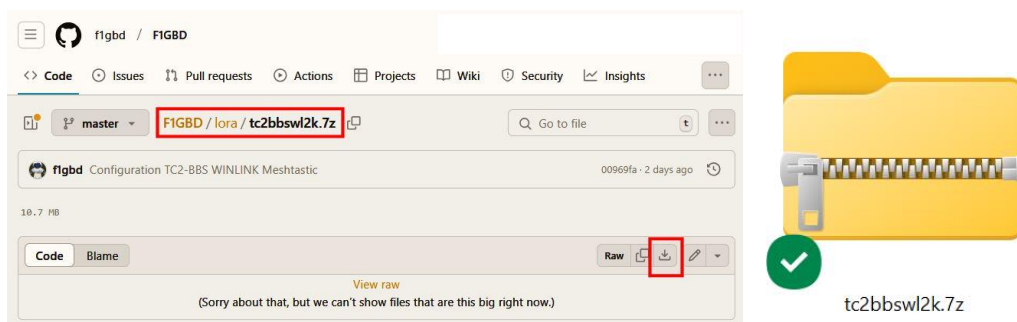 f1gbd / F1GBD
Code Issues Pull requests Actions Projects Wiki Security Insights ...
master F1GBD / lora / tc2bbswl2k.7z Go to file t ...
f1gbd Configuration TC2-BBS WINLINK Meshtastic 00969fa · 2 days ago
10.7 MB
Code Blame Raw
View raw
(Sorry about that, but we can't show files that are this big right now.)
tc2bbswl2k.7z